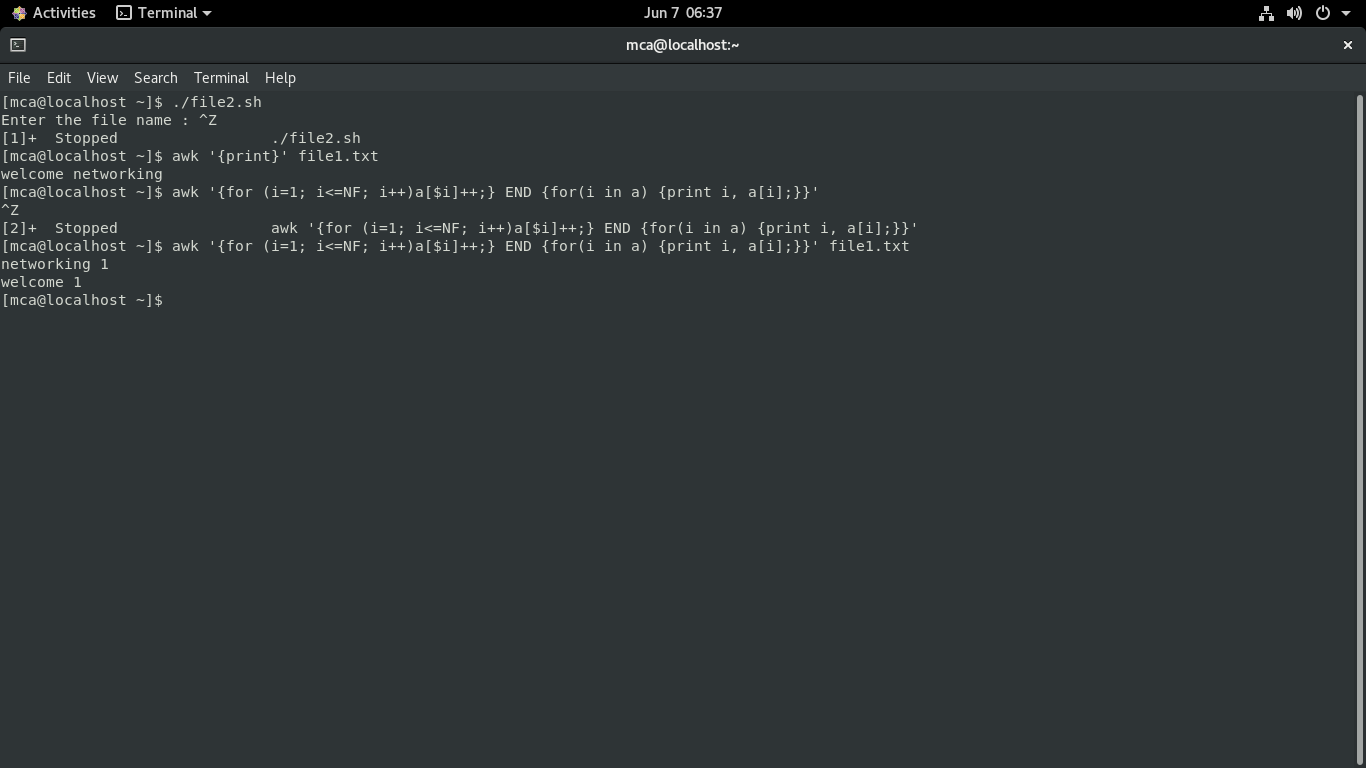 Activities Terminal Jun 7 06:37
mca@localhost:~
File Edit View Search Terminal Help
[mca@localhost ~]$ ./file2.sh
Enter the file name : ^Z
[1]+  Stopped                 ./file2.sh
[mca@localhost ~]$ awk '{print}' file1.txt
welcome networking
[mca@localhost ~]$ awk '{for (i=1; i<=NF; i++)a[$i]++;} END {for(i in a) {print i, a[i];}}'
^Z
[2]+  Stopped                 awk '{for (i=1; i<=NF; i++)a[$i]++;} END {for(i in a) {print i, a[i];}}'
[mca@localhost ~]$ awk '{for (i=1; i<=NF; i++)a[$i]++;} END {for(i in a) {print i, a[i];}}' file1.txt
networking 1
welcome 1
[mca@localhost ~]$